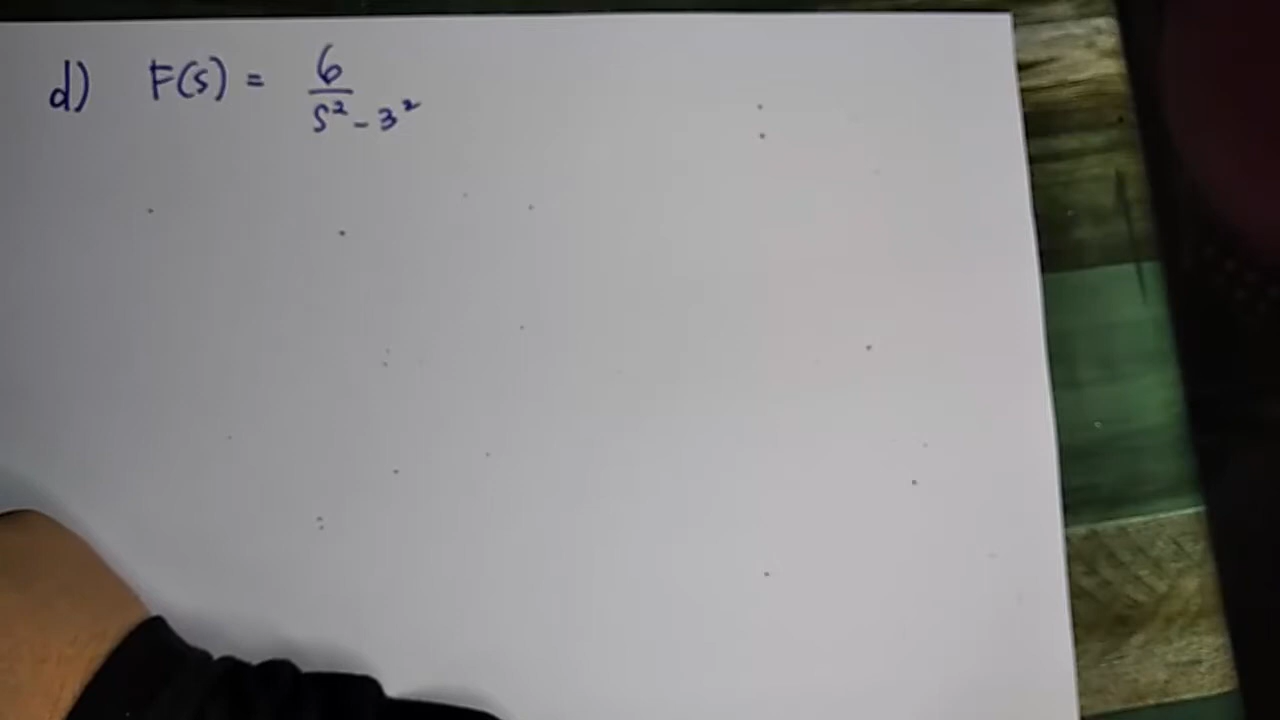 d) F(s) = 6/(s² - 3²)